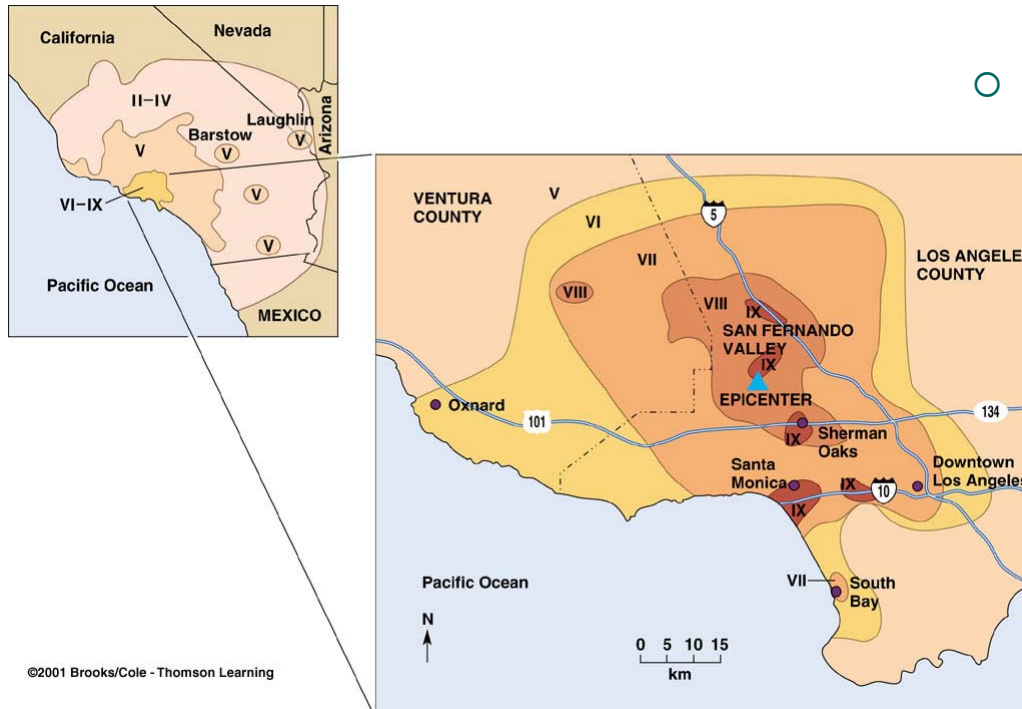 California
Nevada
II–IV
Laughlin
Arizona
Barstow
V
V
V
VI–IX
V
V
Pacific Ocean
MEXICO
VENTURA
COUNTY
V
VI
5
VII
LOS ANGELE
COUNTY
VIII
VIII
IX
SAN FERNANDO
VALLEY
IX
EPICENTER
Oxnard
101
134
IX
Sherman
Oaks
Santa
Monica
IX
10
Downtown
Los Angeles
IX
Pacific Ocean
VII
South
Bay
N
0 5 10 15
km
©2001 Brooks/Cole - Thomson Learning